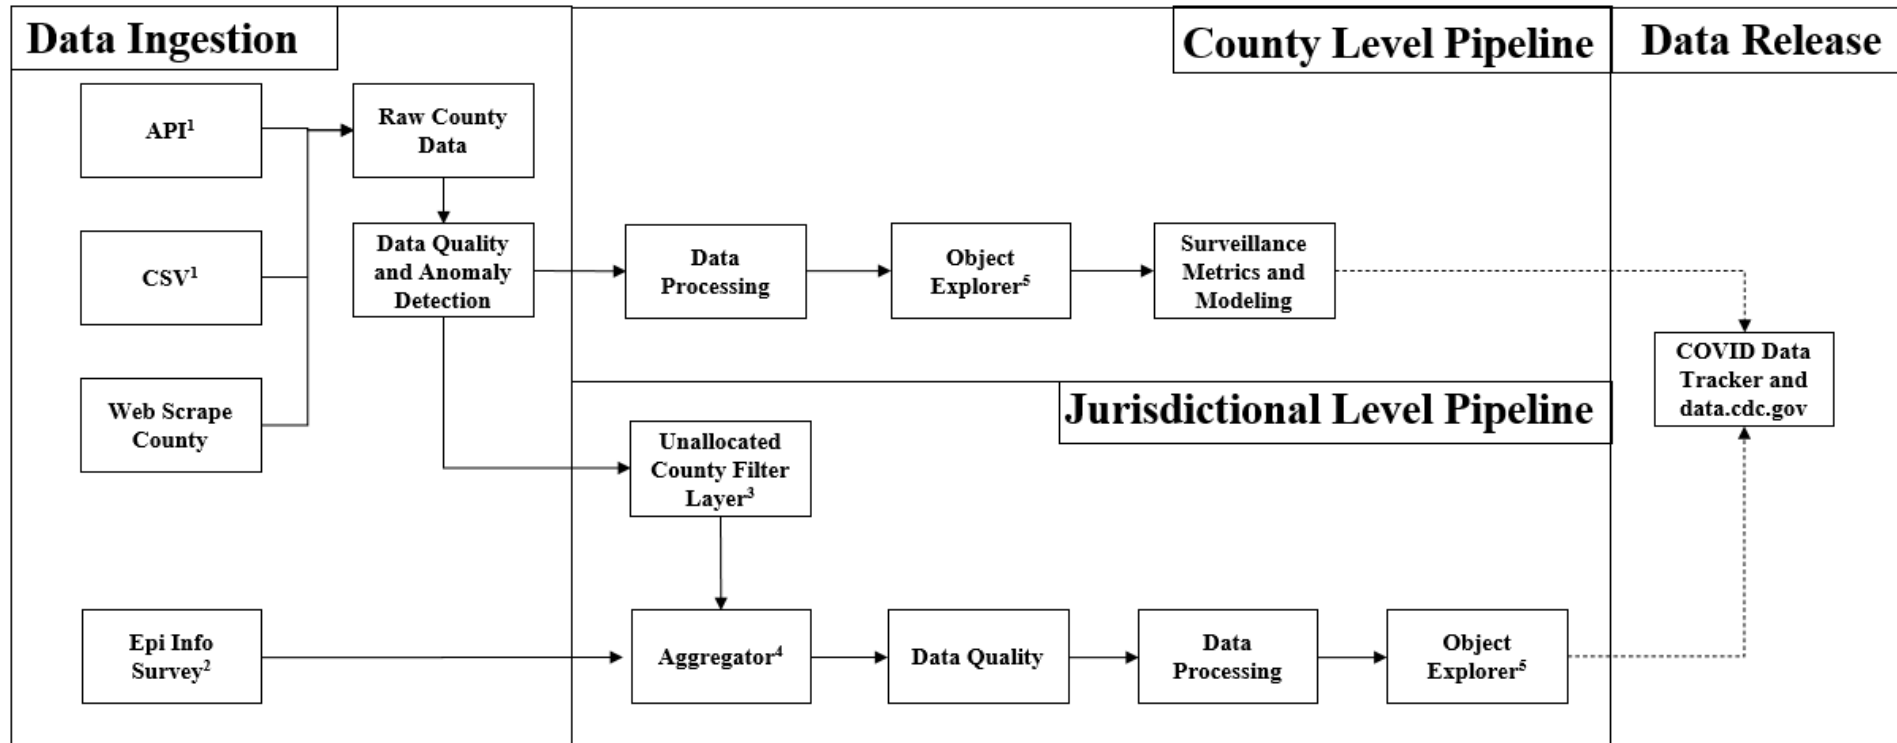 Data Ingestion
County Level Pipeline
Data Release
API¹
Raw County
Data
CSV¹
Data Quality
and Anomaly
Detection
Data
Processing
Object
Explorer⁵
Surveillance
Metrics and
Modeling
Web Scrape
County
COVID Data
Tracker and
data.cdc.gov
Jurisdictional Level Pipeline
Unallocated
County Filter
Layer³
Epi Info
Survey²
Aggregator⁴
Data Quality
Data
Processing
Object
Explorer⁵